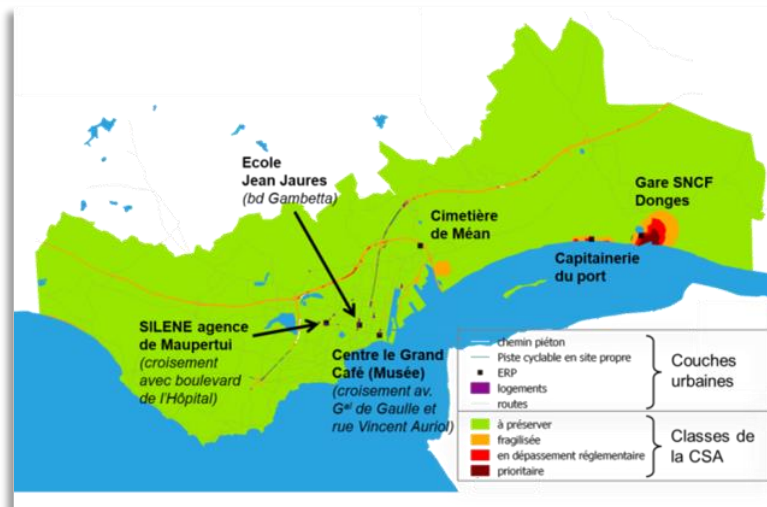 Ecole
Jean Jaures
(bd Gambetta)
Cimetière
de Méan
Gare SNCF
Donges
Capitainerie
du port
SILENE agence
de Maupertui
(croisement
avec boulevard
de l'Hôpital)
Centre le Grand
Café (Musée)
(croisement av.
Gal de Gaulle et
rue Vincent Auriol)
chemin piéton
Piste cyclable en site propre
ERP
logements
routes
Couches
urbaines
à préserver
fragilisée
en dépassement réglementaire
prioritaire
Classes de
la CSA